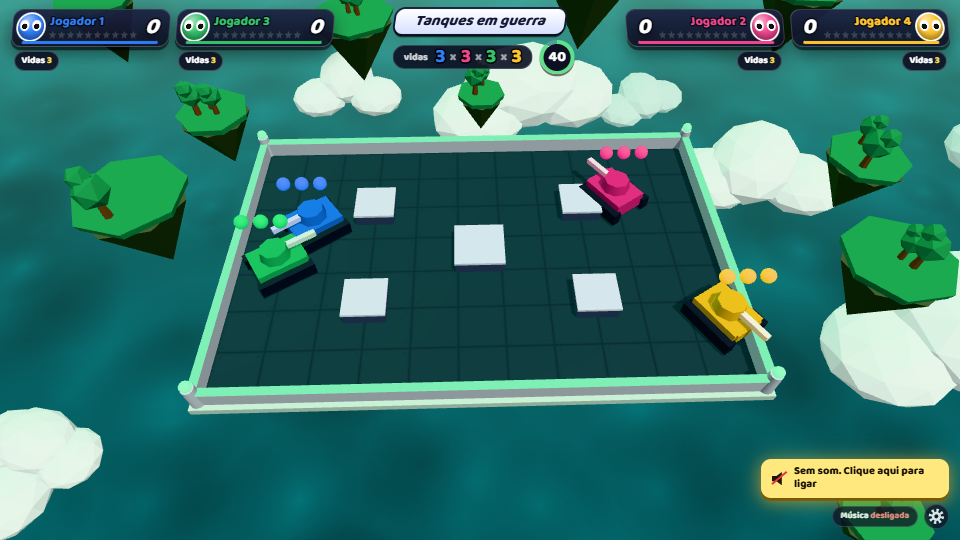 Jogador 1
0
Vidas 3
Jogador 3
0
Vidas 3
Tanques em guerra
vidas 3 x 3 x 3 x 3
40
0
Jogador 2
Vidas 3
0
Jogador 4
Vidas 3
Sem som. Clique aqui para
ligar
Música desligada